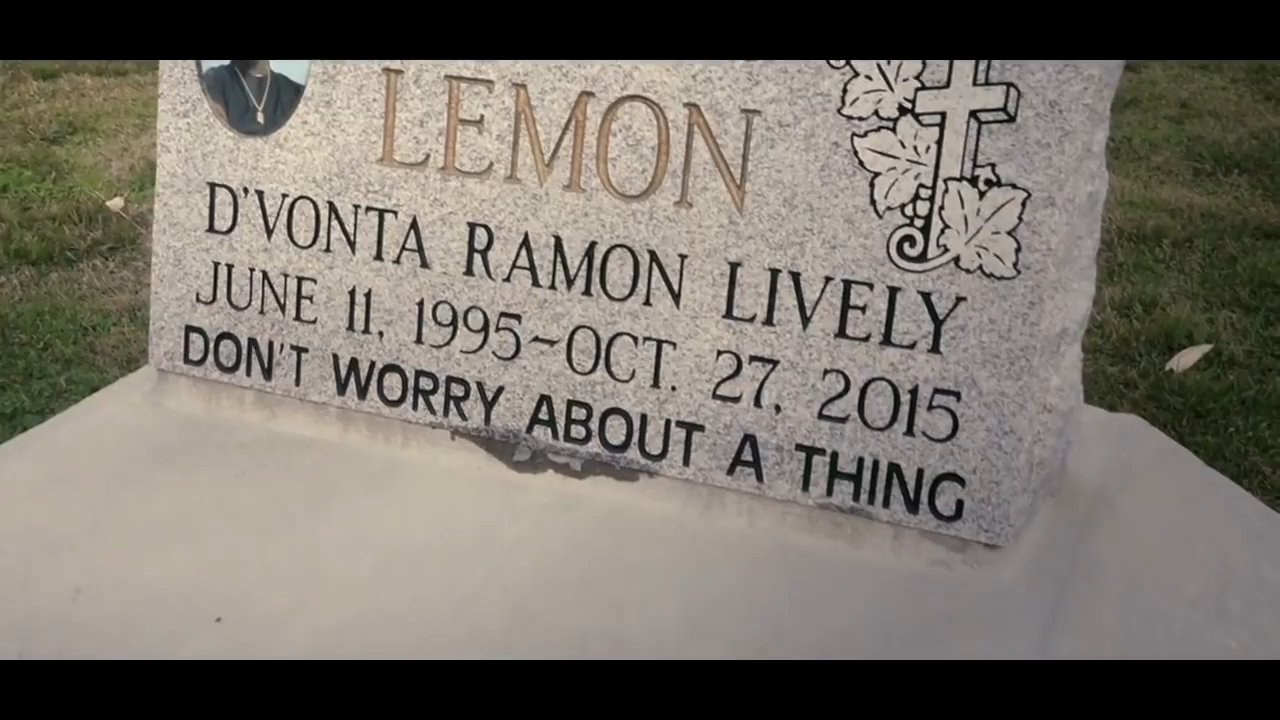 LEMON
D'VONTA RAMON LIVELY
JUNE 11, 1995~OCT. 27, 2015
DON'T WORRY ABOUT A THING